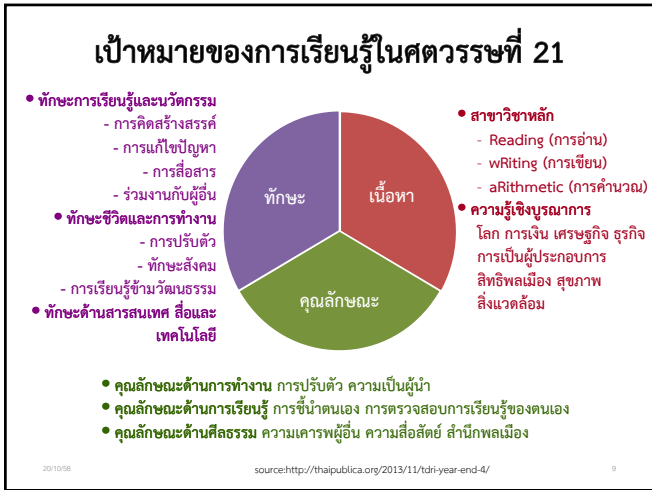 เป้าหมายของการเรียนรู้ในศตวรรษที่ 21
• ทักษะการเรียนรู้และนวัตกรรม
- การคิดสร้างสรรค์
- การแก้ไขปัญหา
- การสื่อสาร
- ร่วมงานกับผู้อื่น
• ทักษะชีวิตและการทำงาน
- การปรับตัว
- ทักษะสังคม
- การเรียนรู้ข้ามวัฒนธรรม
• ทักษะด้านสารสนเทศ สื่อและ
เทคโนโลยี
ทักษะ
เนื้อหา
คุณลักษณะ
• สาขาวิชาหลัก
- Reading (การอ่าน)
- wRiting (การเขียน)
- aRithmetic (การคำนวณ)
• ความรู้เชิงบูรณาการ
โลก การเงิน เศรษฐกิจ ธุรกิจ
การเป็นผู้ประกอบการ
สิทธิพลเมือง สุขภาพ
สิ่งแวดล้อม
• คุณลักษณะด้านการทำงาน การปรับตัว ความเป็นผู้นำ
• คุณลักษณะด้านการเรียนรู้ การชี้นำตนเอง การตรวจสอบการเรียนรู้ของตนเอง
• คุณลักษณะด้านศีลธรรม ความเคารพผู้อื่น ความสื่อสัตย์ สำนึกพลเมือง
20/10/58
source:http://thaipublica.org/2013/11/tdri-year-end-4/
9